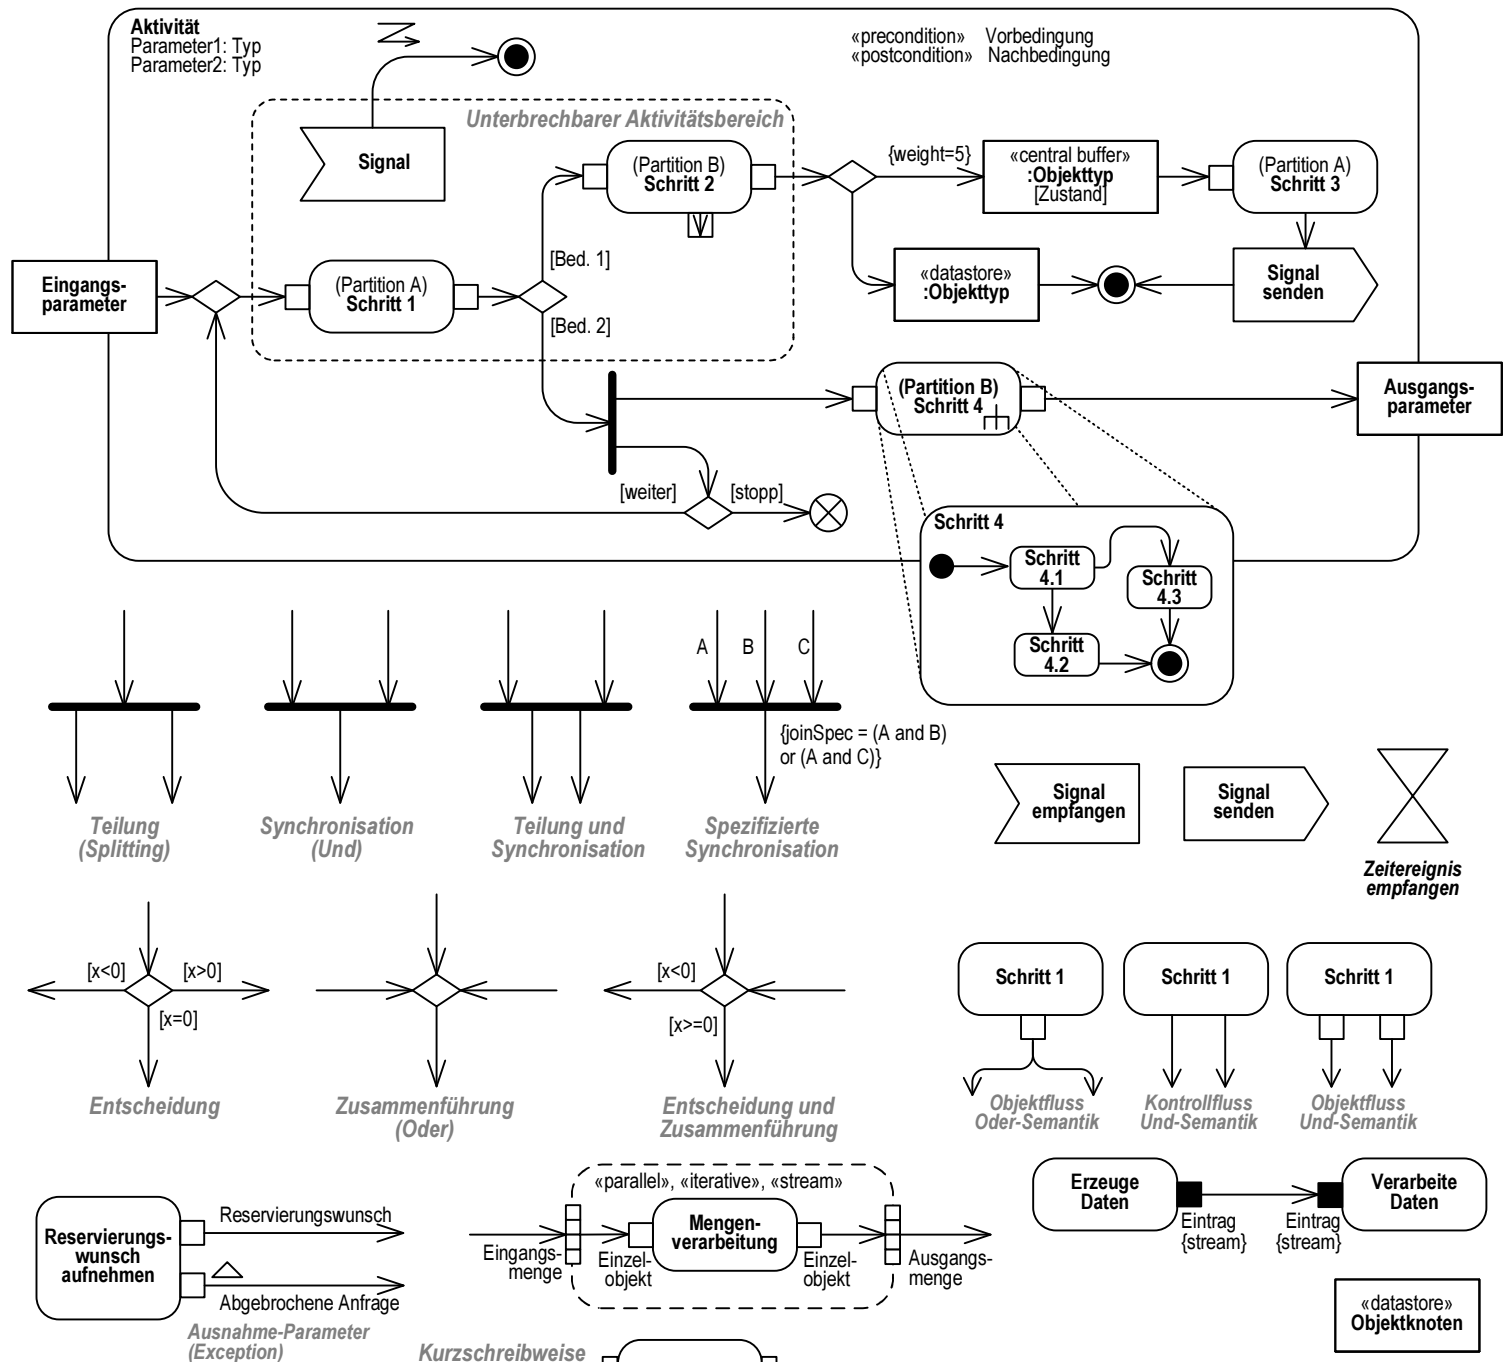 Aktivität
Parameter1: Typ
Parameter2: Typ
«precondition» Vorbedingung
«postcondition» Nachbedingung
Unterbrechbarer Aktivitätsbereich
Signal
(Partition B)
Schritt 2
{weight=5}
«central buffer»
:Objekttyp
[Zustand]
(Partition A)
Schritt 3
Eingangs-
parameter
(Partition A)
Schritt 1
[Bed. 1]
[Bed. 2]
«datastore»
:Objekttyp
Signal
senden
(Partition B)
Schritt 4
Ausgangs-
parameter
[weiter]
[stopp]
Schritt 4
Schritt
4.1
Schritt
4.3
Schritt
4.2
A
B
C
{joinSpec = (A and B)
or (A and C)}
Teilung
(Splitting)
Synchronisation
(Und)
Teilung und
Synchronisation
Spezifizierte
Synchronisation
Signal
empfangen
Signal
senden
Zeitereignis
empfangen
[x<0]
[x>0]
[x=0]
Entscheidung
Zusammenführung
(Oder)
[x<0]
[x>=0]
Entscheidung und
Zusammenführung
Schritt 1
Schritt 1
Schritt 1
Objektfluss
Oder-Semantik
Kontrollfluss
Und-Semantik
Objektfluss
Und-Semantik
Reservierungs-
wunsch
aufnehmen
Reservierungswunsch
Abgebrochene Anfrage
Ausnahme-Parameter
(Exception)
«parallel», «iterative», «stream»
Mengen-
verarbeitung
Eingangs-
menge
Einzel-
objekt
Einzel-
objekt
Ausgangs-
menge
Erzeuge
Daten
Verarbeite
Daten
Eintrag
{stream}
Eintrag
{stream}
«datastore»
Objektknoten
Kurzschreibweise